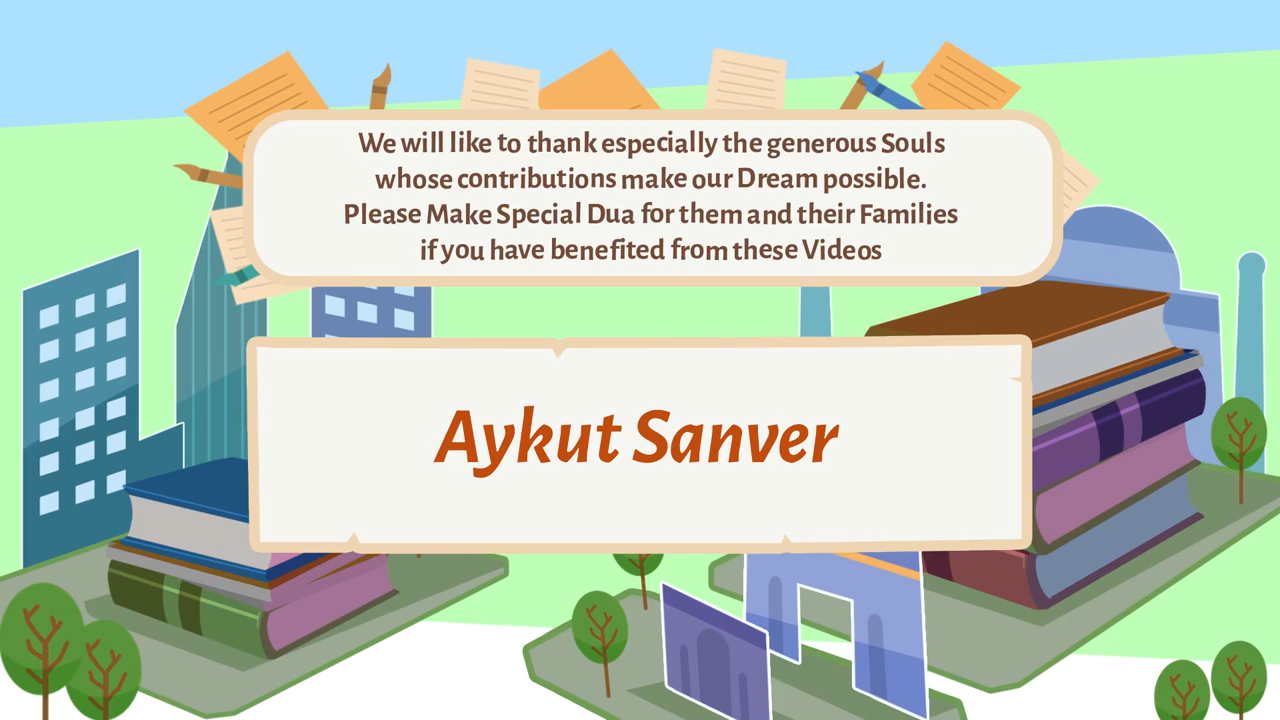 We will like to thank especially the generous Souls
whose contributions make our Dream possible.
Please Make Special Dua for them and their Families
if you have benefited from these Videos
Aykut Sanver